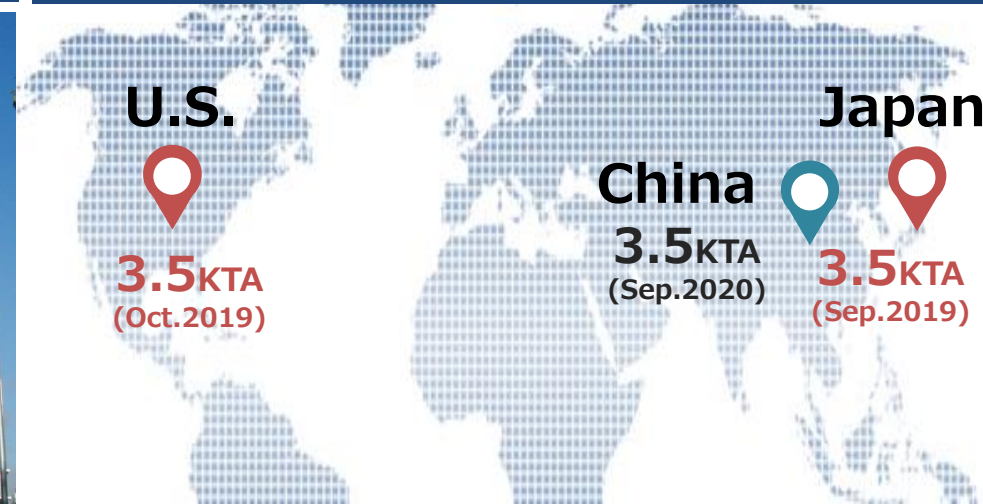 U.S.
3.5KTA
(Oct.2019)
China
3.5KTA
(Sep.2020)
Japan
3.5KTA
(Sep.2019)